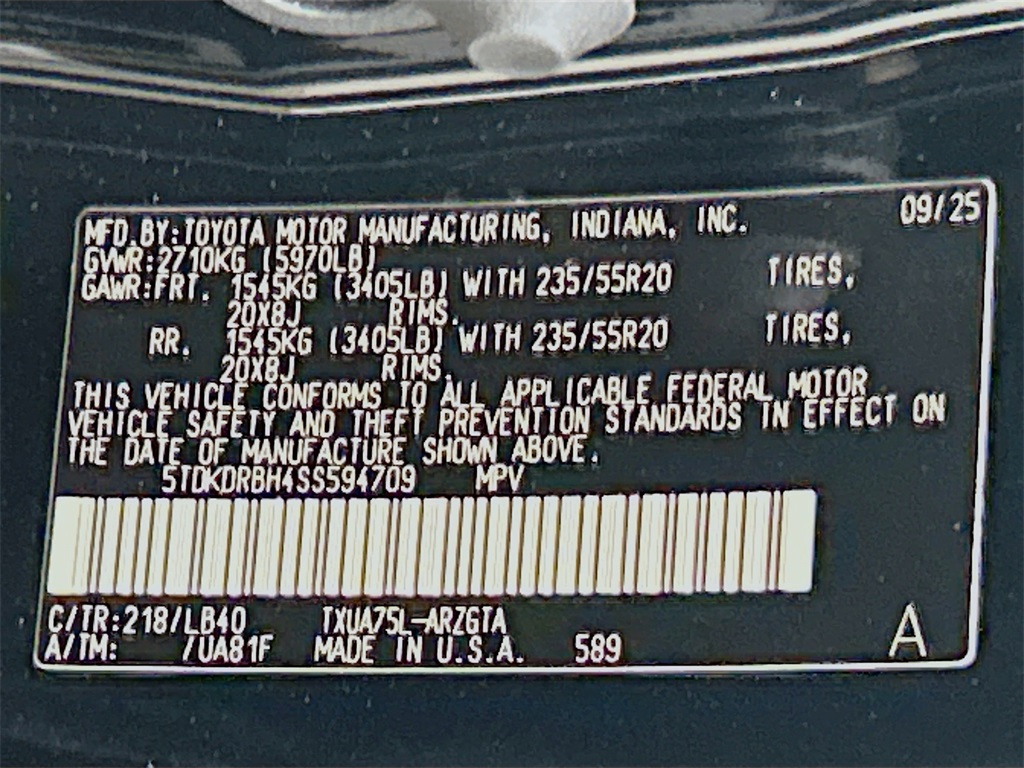 MFD.BY:TOYOTA MOTOR MANUFACTURING, INDIANA, INC. 09/25
GVWR:2710KG (5970LB)
GAWR:FRT. 1545KG (3405LB) WITH 235/55R20 TIRES,
20X8J RIMS.
RR. 1545KG (3405LB) WITH 235/55R20 TIRES,
20X8J RIMS.
THIS VEHICLE CONFORMS TO ALL APPLICABLE FEDERAL MOTOR
VEHICLE SAFETY AND THEFT PREVENTION STANDARDS IN EFFECT ON
THE DATE OF MANUFACTURE SHOWN ABOVE.
5TDKDRBH4SS594709 MPV
C/TR:218/LB40 TXUA75L-ARZGTA
A/TM: /UA81F MADE IN U.S.A. 589 A